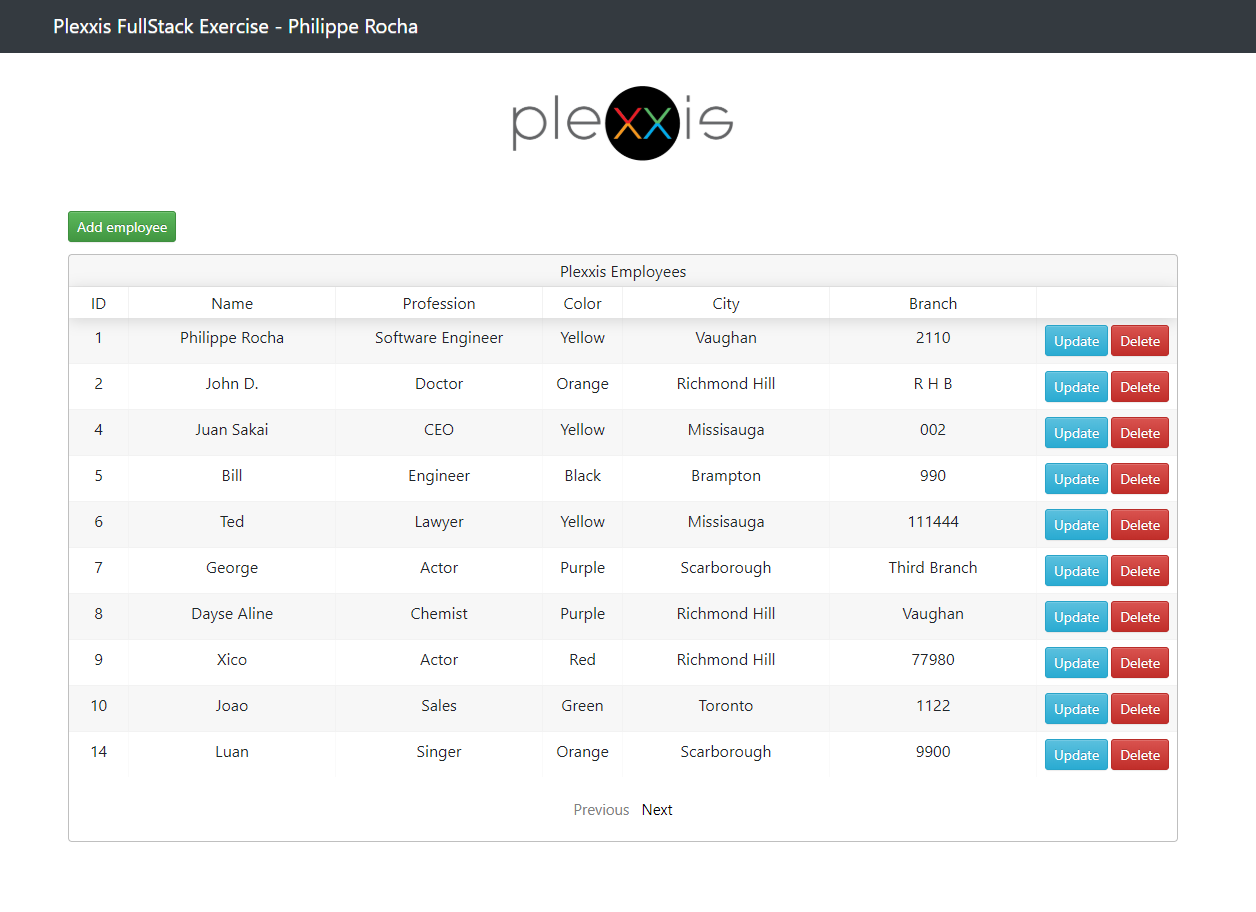 Plexxis FullStack Exercise - Philippe Rocha
plexxis
Add employee
Plexxis Employees
ID Name Profession Color City Branch
1 Philippe Rocha Software Engineer Yellow Vaughan 2110 Update Delete
2 John D. Doctor Orange Richmond Hill R H B Update Delete
4 Juan Sakai CEO Yellow Missisauga 002 Update Delete
5 Bill Engineer Black Brampton 990 Update Delete
6 Ted Lawyer Yellow Missisauga 111444 Update Delete
7 George Actor Purple Scarborough Third Branch Update Delete
8 Dayse Aline Chemist Purple Richmond Hill Vaughan Update Delete
9 Xico Actor Red Richmond Hill 77980 Update Delete
10 Joao Sales Green Toronto 1122 Update Delete
14 Luan Singer Orange Scarborough 9900 Update Delete
Previous Next